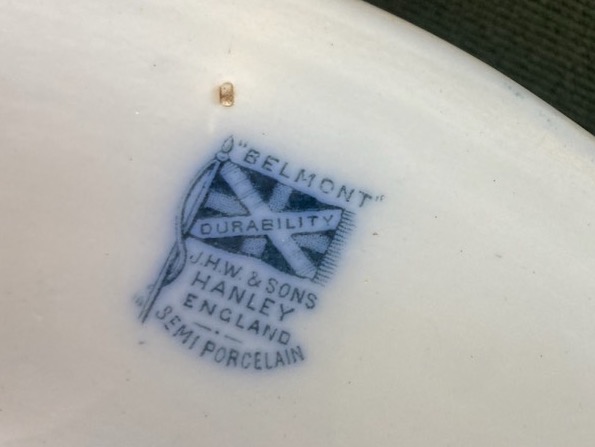 "BELMONT"
DURABILITY
J.H.W. & SONS
HANLEY
ENGLAND
SEMI PORCELAIN